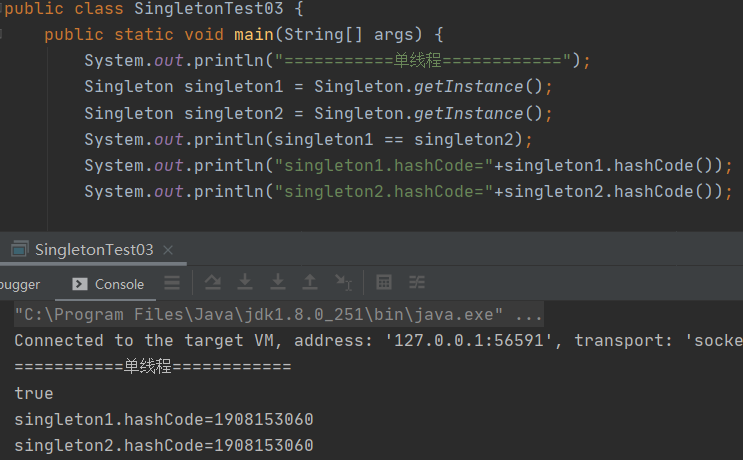 public class SingletonTest03 {
public static void main(String[] args) {
System.out.println("===========单线程============");
Singleton singleton1 = Singleton.getInstance();
Singleton singleton2 = Singleton.getInstance();
System.out.println(singleton1 == singleton2);
System.out.println("singleton1.hashCode="+singleton1.hashCode());
System.out.println("singleton2.hashCode="+singleton2.hashCode());
SingletonTest03 ×
bugger Console
"C:\Program Files\Java\jdk1.8.0_251\bin\java.exe" ...
Connected to the target VM, address: '127.0.0.1:56591', transport: 'socke
===========单线程============
true
singleton1.hashCode=1908153060
singleton2.hashCode=1908153060